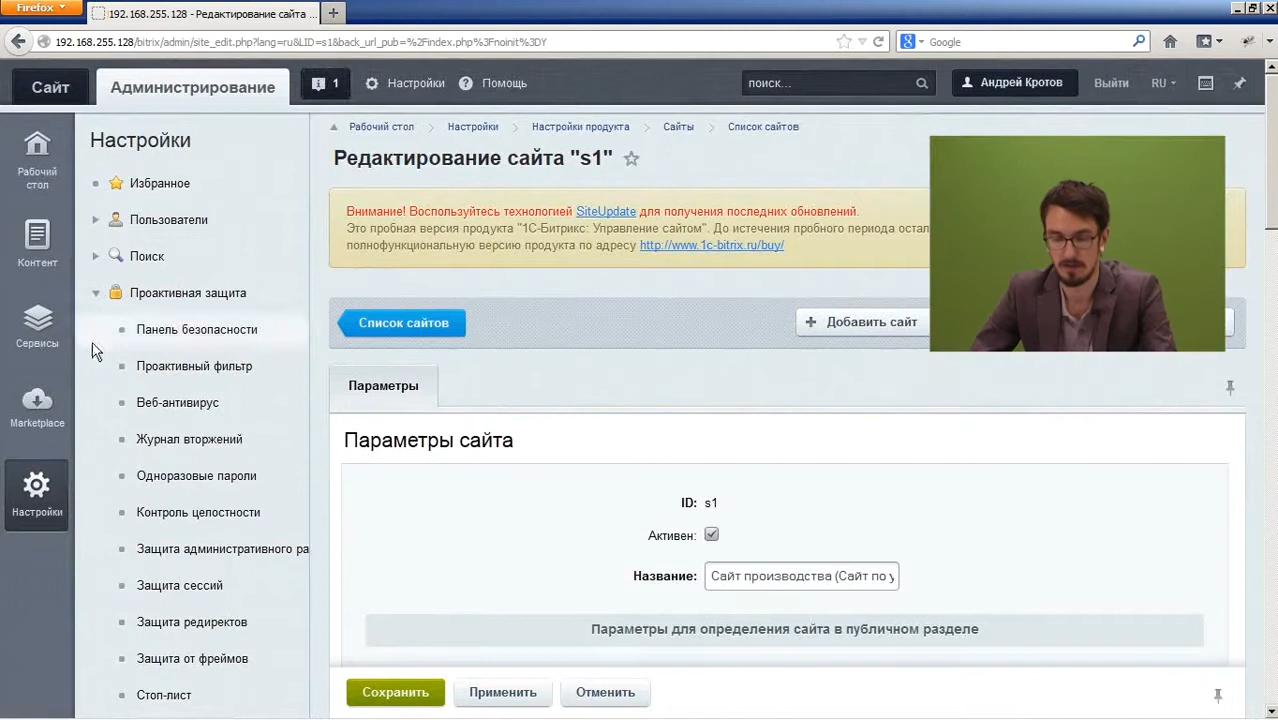 Firefox
192.168.255.128 - Редактирование сайта ...
192.168.255.128/bitrix/admin/site_edit.php?lang=ru&LID=s1&back_url_pub=%2Findex.php%3Fnoinit%3DY
Google
Сайт
Администрирование
1
Настройки
Помощь
поиск...
Андрей Кротов
Выйти
RU
Рабочий стол
Контент
Сервисы
Marketplace
Настройки
Настройки
Избранное
Пользователи
Поиск
Проактивная защита
Панель безопасности
Проактивный фильтр
Веб-антивирус
Журнал вторжений
Одноразовые пароли
Контроль целостности
Защита административного ра
Защита сессий
Защита редиректов
Защита от фреймов
Стоп-лист
Рабочий стол Настройки Настройки продукта Сайты Список сайтов
Редактирование сайта "s1"
Внимание! Воспользуйтесь технологией SiteUpdate для получения последних обновлений.
Это пробная версия продукта "1С-Битрикс: Управление сайтом". До истечения пробного периода остал
полнофункциональную версию продукта по адресу http://www.1c-bitrix.ru/buy/
Список сайтов
Добавить сайт
Параметры
Параметры сайта
ID: s1
Активен:
Название: Сайт производства (Сайт по у
Параметры для определения сайта в публичном разделе
Сохранить
Применить
Отменить